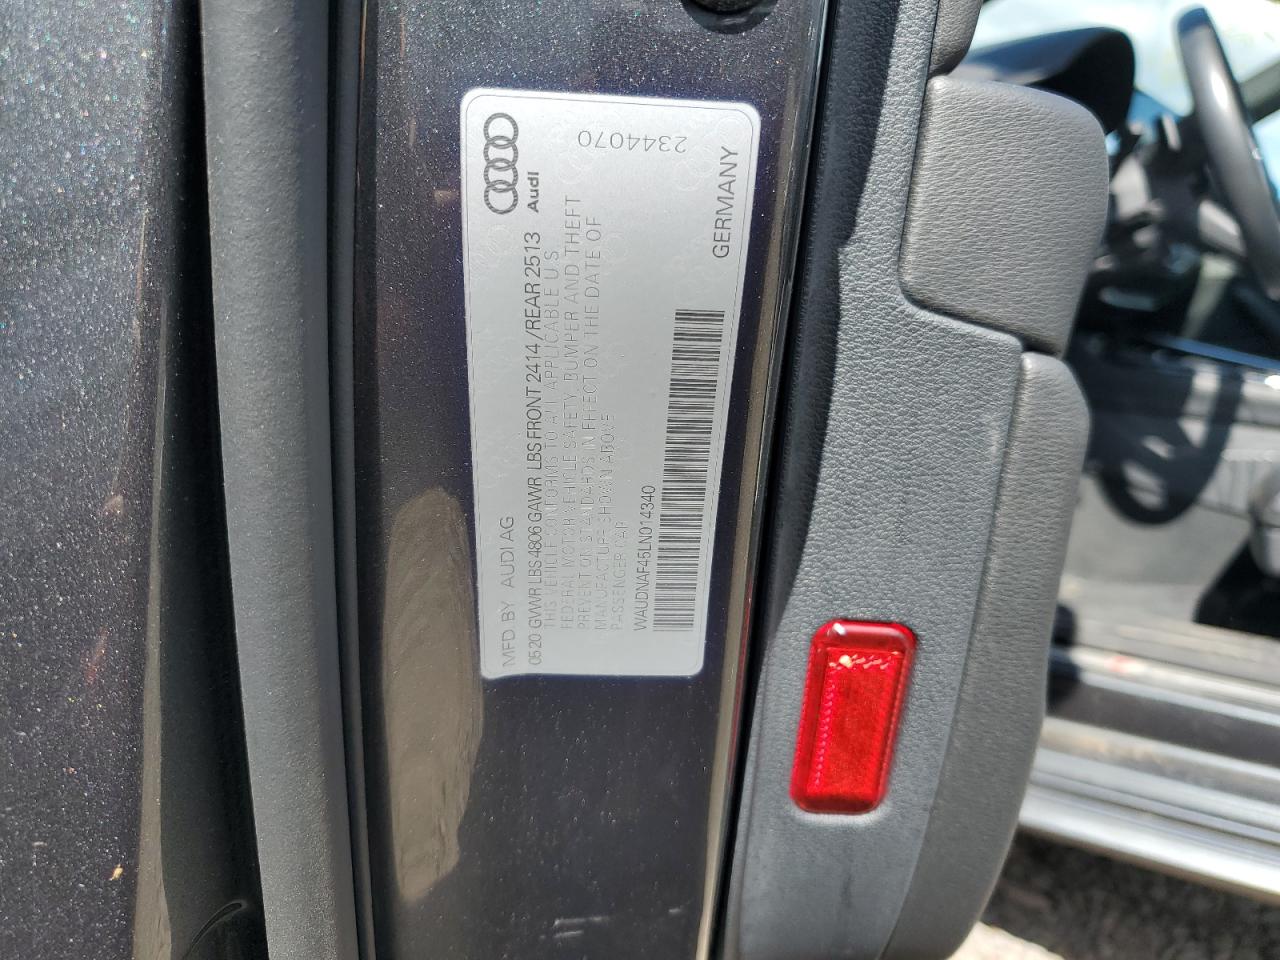 MFD BY AUDI AG
Audi
0520 GVWR LBS 4806 GAWR LBS FRONT 2414 /REAR 2513
THIS VEHICLE CONFORMS TO ALL APPLICABLE U S
FEDERAL MOTOR VEHICLE SAFETY BUMPER AND THEFT
PREVENTION STANDARDS IN EFFECT ON THE DATE OF
MANUFACTURE SHOWN ABOVE
PASSENGER CAR
2344070
WAUDNAF45LN014340
GERMANY